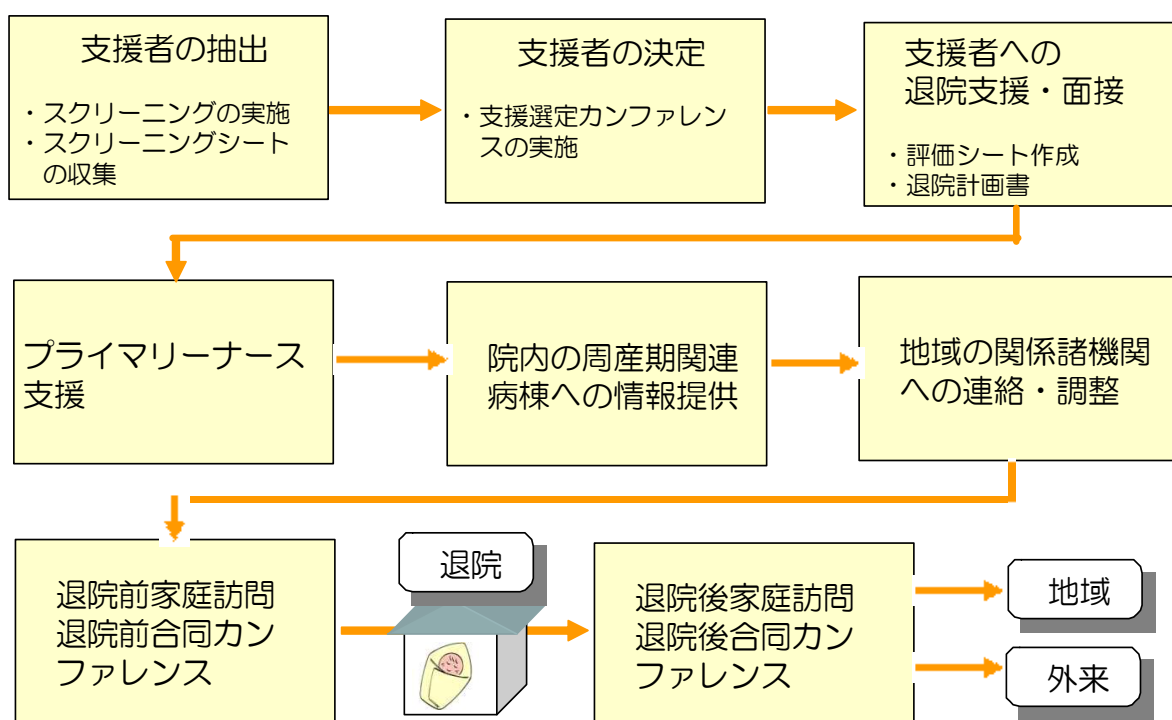 支援者の抽出
・スクリーニングの実施
・スクリーニングシート
の収集
支援者の決定
・支援選定カンファレン
スの実施
支援者への
退院支援・面接
・評価シート作成
・退院計画書
プライマリーナース
支援
院内の周産期関連
病棟への情報提供
地域の関係諸機関
への連絡・調整
退院前家庭訪問
退院前合同カン
ファレンス
退院
退院後家庭訪問
退院後合同カン
ファレンス
地域
外来